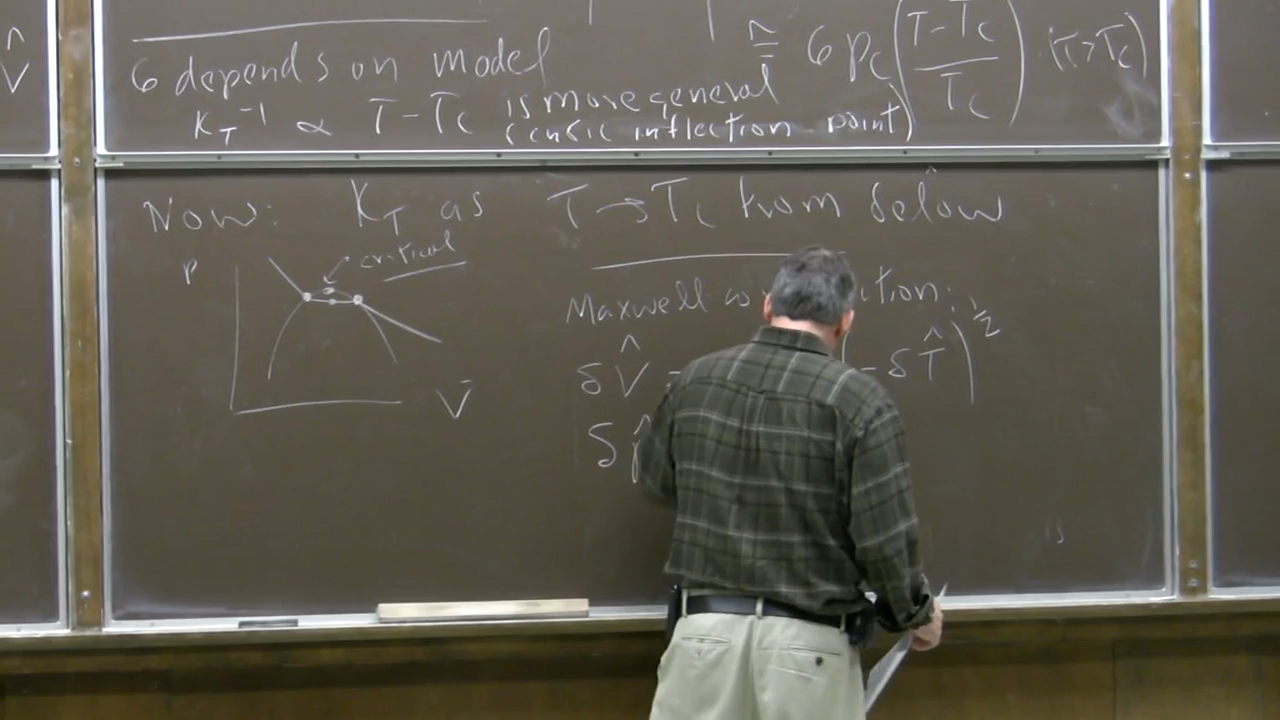 ≅ 6 p_c ((T-T_c)/T_c) (T>T_c)
6 depends on model
K_T^{-1} ∝ T-T_c is more general
(cubic inflection point)
V̂
Now: K_T as T→T_c from below
critical
P
V̂
Maxwell
δV̂ -δT̂)^{1/2}
δ